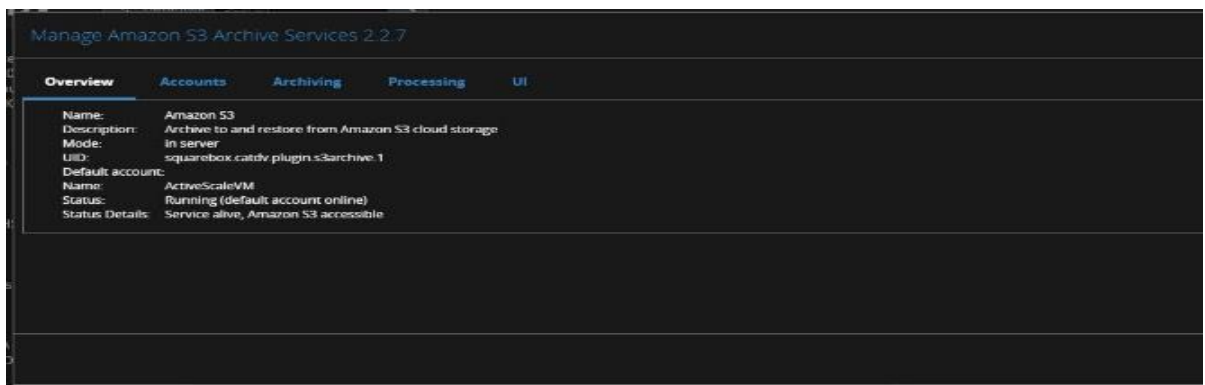 Manage Amazon S3 Archive Services 2.2.7
Overview Accounts Archiving Processing UI
Name: Amazon S3
Description: Archive to and restore from Amazon S3 cloud storage
Mode: in server
UID: squarebox.catdv.plugin.s3archive.1
Default account:
Name: ActiveScaleVM
Status: Running (default account online)
Status Details: Service alive, Amazon S3 accessible